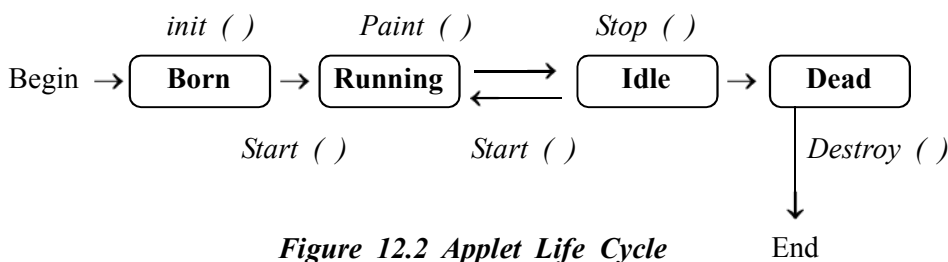 init ( ) Paint ( ) Stop ( )
Begin Born Running Idle Dead
Start ( ) Start ( ) Destroy ( )
Figure 12.2 Applet Life Cycle End